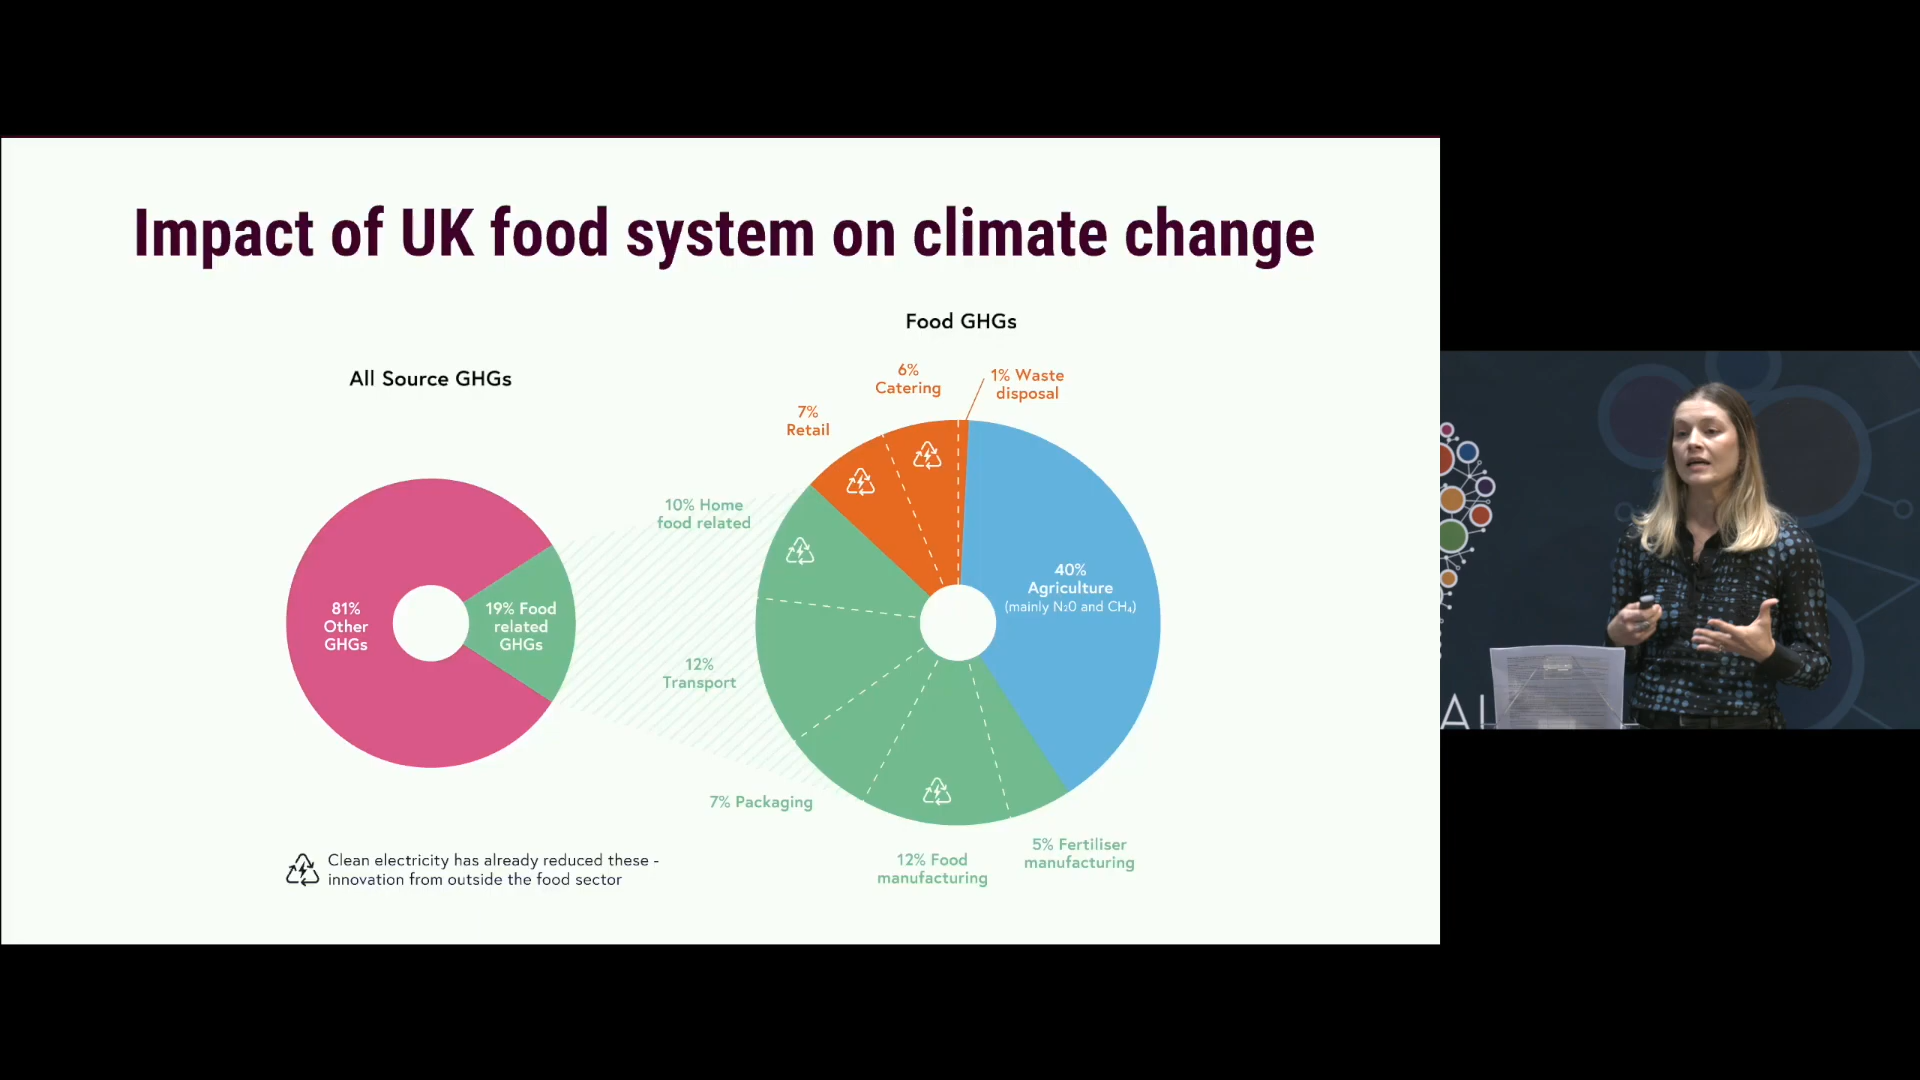 Impact of UK food system on climate change
Food GHGs
All Source GHGs
6%
Catering
1% Waste
disposal
7%
Retail
10% Home
food related
40%
Agriculture
(mainly N₂0 and CH₄)
81%
Other
GHGs
19% Food
related
GHGs
12%
Transport
7% Packaging
5% Fertiliser
manufacturing
12% Food
manufacturing
Clean electricity has already reduced these -
innovation from outside the food sector
AI